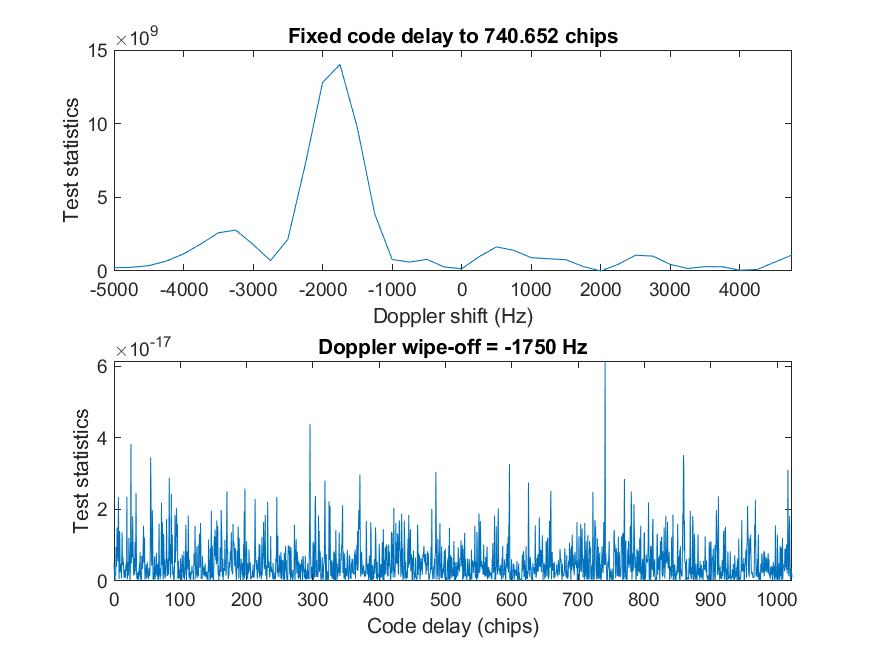 ×10^9
Fixed code delay to 740.652 chips
15
10
5
0
Test statistics
-5000 -4000 -3000 -2000 -1000 0 1000 2000 3000 4000
Doppler shift (Hz)
×10^-17
Doppler wipe-off = -1750 Hz
6
4
2
0
Test statistics
0 100 200 300 400 500 600 700 800 900 1000
Code delay (chips)